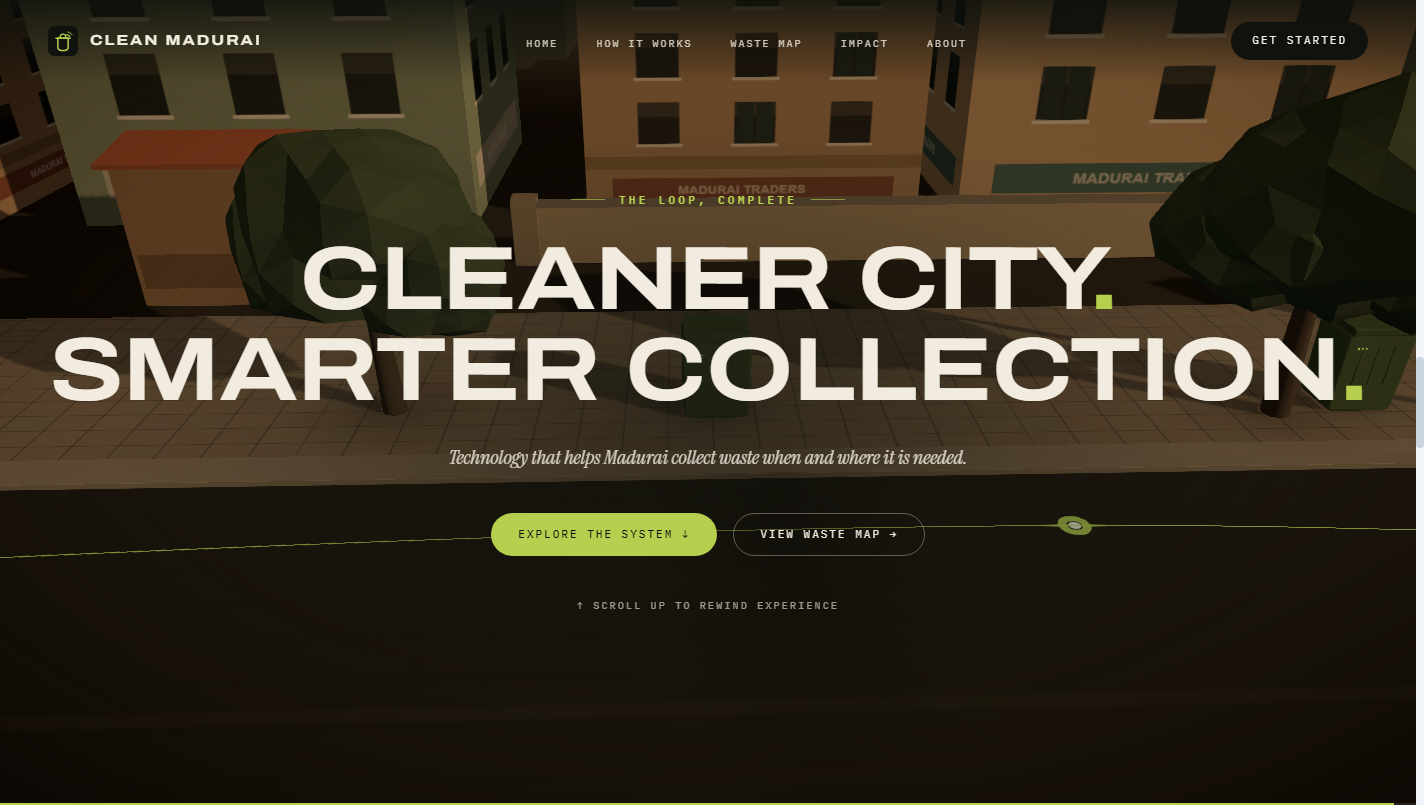 CLEAN MADURAI
HOME HOW IT WORKS WASTE MAP IMPACT ABOUT
GET STARTED
MADURAI
MADURAI TRADERS
MADURAI TRA
THE LOOP, COMPLETE
CLEANER CITY.
SMARTER COLLECTION.
Technology that helps Madurai collect waste when and where it is needed.
EXPLORE THE SYSTEM ↓
VIEW WASTE MAP →
↑ SCROLL UP TO REWIND EXPERIENCE